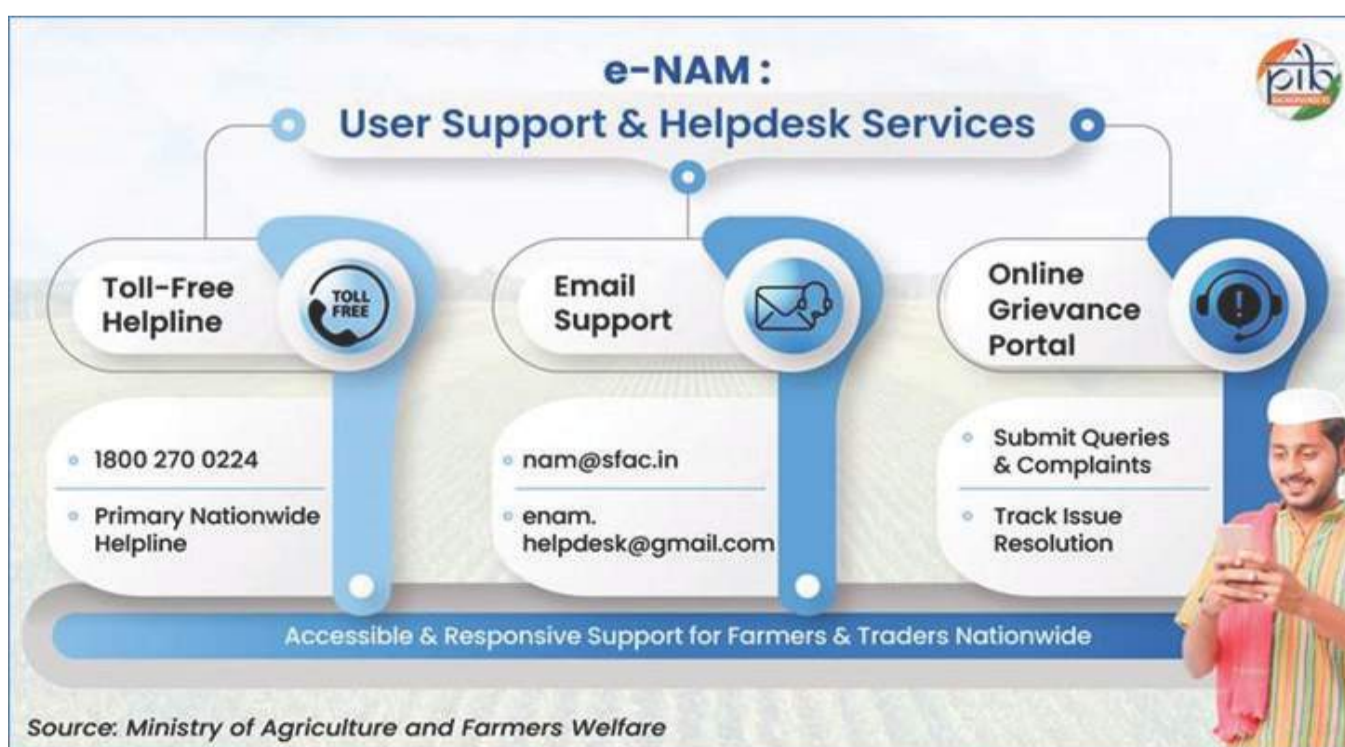 e-NAM :
User Support & Helpdesk Services
pib
Toll-Free
Helpline
TOLL
FREE
1800 270 0224
Primary Nationwide
Helpline
Email
Support
nam@sfac.in
enam.
helpdesk@gmail.com
Online
Grievance
Portal
!
Submit Queries
& Complaints
Track Issue
Resolution
Accessible & Responsive Support for Farmers & Traders Nationwide
Source: Ministry of Agriculture and Farmers Welfare